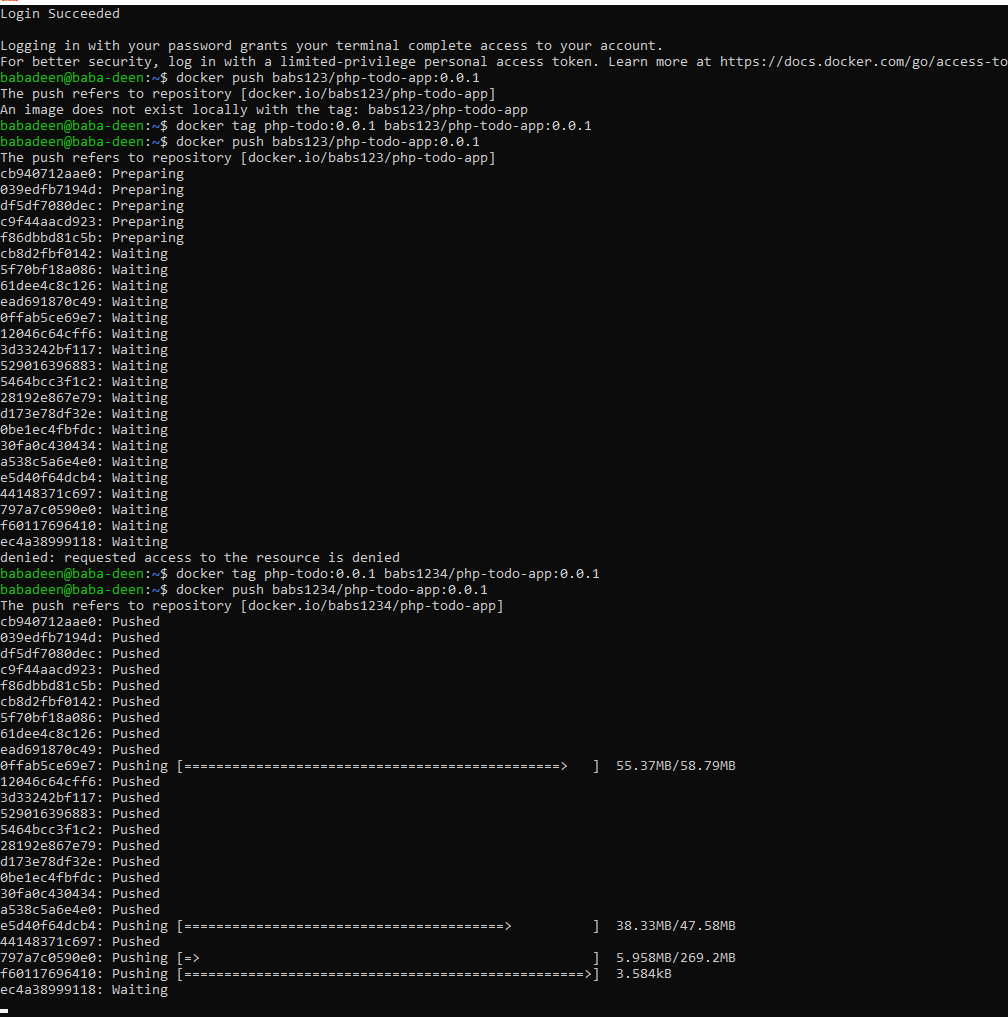 Login Succeeded
Logging in with your password grants your terminal complete access to your account.
For better security, log in with a limited-privilege personal access token. Learn more at https://docs.docker.com/go/access-to
babadeen@baba-deen:~$ docker push babs123/php-todo-app:0.0.1
The push refers to repository [docker.io/babs123/php-todo-app]
An image does not exist locally with the tag: babs123/php-todo-app
babadeen@baba-deen:~$ docker tag php-todo:0.0.1 babs123/php-todo-app:0.0.1
babadeen@baba-deen:~$ docker push babs123/php-todo-app:0.0.1
The push refers to repository [docker.io/babs123/php-todo-app]
cb940712aae0: Preparing
039edfb7194d: Preparing
df5df7080dec: Preparing
c9f44aacd923: Preparing
f86dbbd81c5b: Preparing
cb8d2fbf0142: Waiting
5f70bf18a086: Waiting
61dee4c8c126: Waiting
ead691870c49: Waiting
0ffab5ce69e7: Waiting
12046c64cff6: Waiting
3d33242bf117: Waiting
529016396883: Waiting
5464bcc3f1c2: Waiting
28192e867e79: Waiting
d173e78df32e: Waiting
0be1ec4fbfdc: Waiting
30fa0c430434: Waiting
a538c5a6e4e0: Waiting
e5d40f64dcb4: Waiting
44148371c697: Waiting
797a7c0590e0: Waiting
f60117696410: Waiting
ec4a38999118: Waiting
denied: requested access to the resource is denied
babadeen@baba-deen:~$ docker tag php-todo:0.0.1 babs1234/php-todo-app:0.0.1
babadeen@baba-deen:~$ docker push babs1234/php-todo-app:0.0.1
The push refers to repository [docker.io/babs1234/php-todo-app]
cb940712aae0: Pushed
039edfb7194d: Pushed
df5df7080dec: Pushed
c9f44aacd923: Pushed
f86dbbd81c5b: Pushed
cb8d2fbf0142: Pushed
5f70bf18a086: Pushed
61dee4c8c126: Pushed
ead691870c49: Pushed
0ffab5ce69e7: Pushing [===============================================>   ]  55.37MB/58.79MB
12046c64cff6: Pushed
3d33242bf117: Pushed
529016396883: Pushed
5464bcc3f1c2: Pushed
28192e867e79: Pushed
d173e78df32e: Pushed
0be1ec4fbfdc: Pushed
30fa0c430434: Pushed
a538c5a6e4e0: Pushed
e5d40f64dcb4: Pushing [========================================>          ]  38.33MB/47.58MB
44148371c697: Pushed
797a7c0590e0: Pushing [=>                                                 ]  5.958MB/269.2MB
f60117696410: Pushing [==================================================>]  3.584kB
ec4a38999118: Waiting